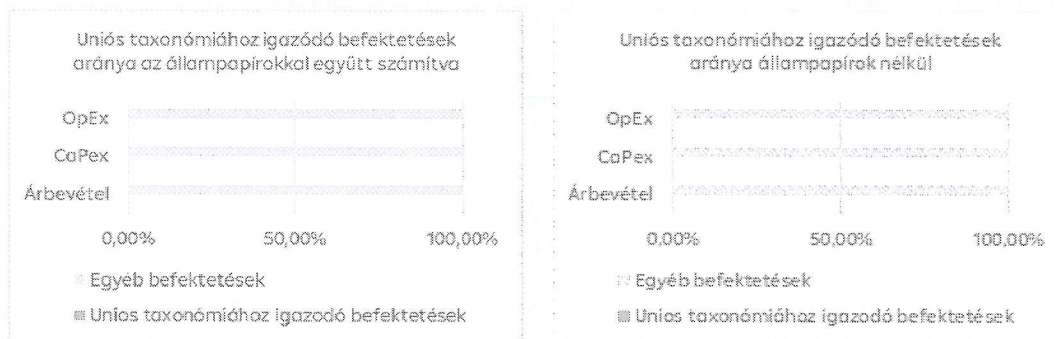 Uniós taxonómiához igazódó befektetések
aránya az állampapírokkal együtt számítva
OpEx
CaPex
Árbevétel
0,00% 50,00% 100,00%
Egyéb befektetések
Unios taxonómiához igazodó befektetések
Uniós taxonómiához igazódó befektetések
aránya állampapírok nélkül
OpEx
CaPex
Árbevétel
0,00% 50,00% 100,00%
Egyéb befektetések
Unios taxonómiához igazodó befektetések